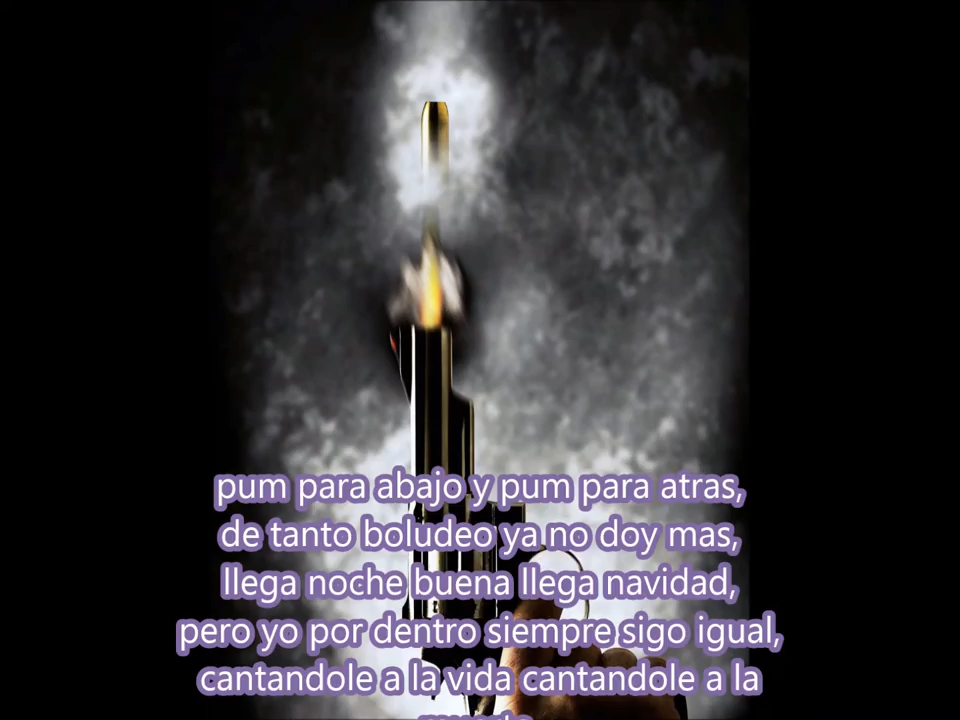 pum para abajo y pum para atras,
de tanto boludeo ya no doy mas,
llega noche buena llega navidad,
pero yo por dentro siempre sigo igual,
cantandole a la vida cantandole a la